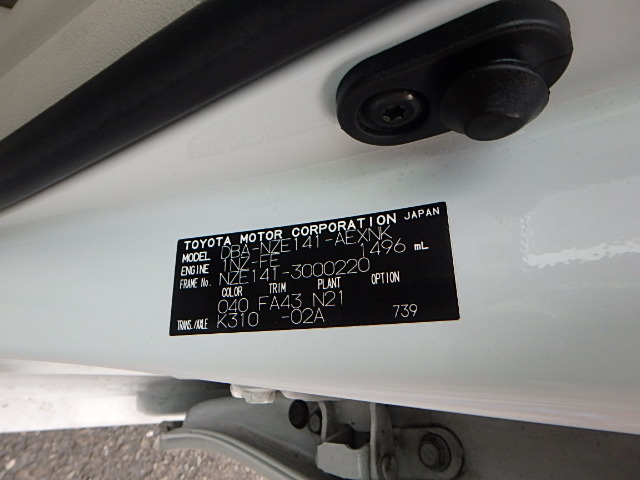 TOYOTA MOTOR CORPORATION JAPAN
MODEL DBA-NZE141-AEXNK
ENGINE 1NZ-FE 1496 mL
FRAME No. NZE141-3000220
COLOR TRIM PLANT OPTION
040 FA43 N21
TRANS./AXLE K310 -02A 739